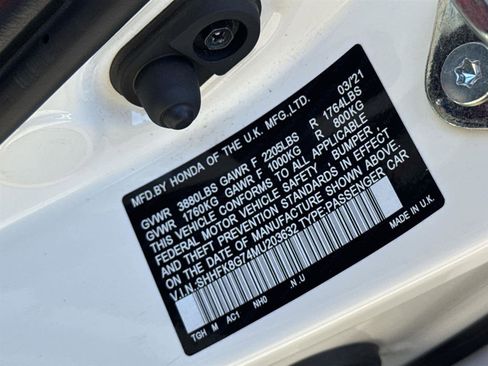 MFD.BY HONDA OF THE U.K. MFG.,LTD. 03/21
GVWR 3880LBS GAWR F 2205LBS R 1764LBS
GVWR 1760KG GAWR F 1000KG R 800KG
THIS VEHICLE CONFORMS TO ALL APPLICABLE
FEDERAL MOTOR VEHICLE SAFETY, BUMPER,
AND THEFT PREVENTION STANDARDS IN EFFECT
ON THE DATE OF MANUFACTURE SHOWN ABOVE.
V.I.N.:SHHFK8G74MU203632 TYPE:PASSENGER CAR
MADE IN U.K.
TGH M AC1 NH0 .N.U